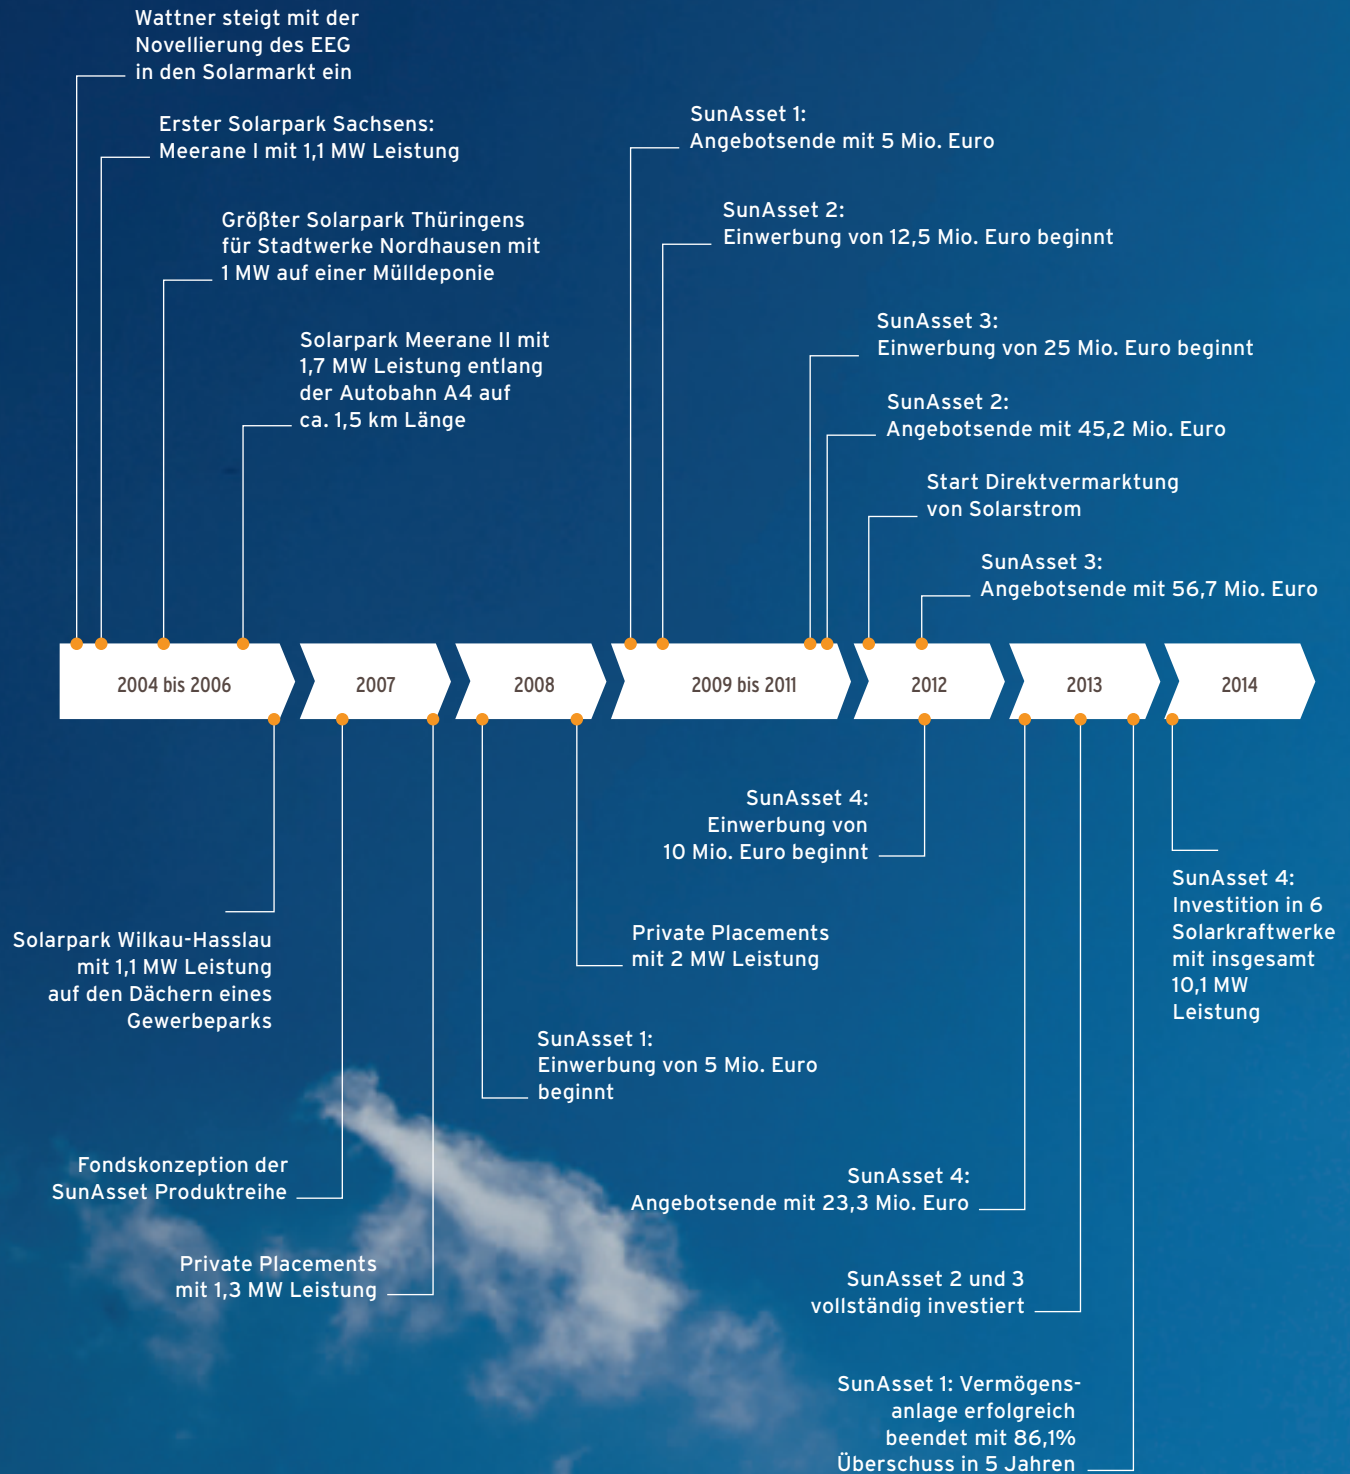 Wattner steigt mit der
Novellierung des EEG
in den Solarmarkt ein
Erster Solarpark Sachsens:
Meerane I mit 1,1 MW Leistung
Größter Solarpark Thüringens
für Stadtwerke Nordhausen mit
1 MW auf einer Mülldeponie
Solarpark Meerane II mit
1,7 MW Leistung entlang
der Autobahn A4 auf
ca. 1,5 km Länge
SunAsset 1:
Angebotsende mit 5 Mio. Euro
SunAsset 2:
Einwerbung von 12,5 Mio. Euro beginnt
SunAsset 3:
Einwerbung von 25 Mio. Euro beginnt
SunAsset 2:
Angebotsende mit 45,2 Mio. Euro
Start Direktvermarktung
von Solarstrom
SunAsset 3:
Angebotsende mit 56,7 Mio. Euro
2004 bis 2006
2007
2008
2009 bis 2011
2012
2013
2014
Solarpark Wilkau-Hasslau
mit 1,1 MW Leistung
auf den Dächern eines
Gewerbeparks
Fondskonzeption der
SunAsset Produktreihe
Private Placements
mit 1,3 MW Leistung
SunAsset 1:
Einwerbung von 5 Mio. Euro
beginnt
Private Placements
mit 2 MW Leistung
SunAsset 4:
Einwerbung von
10 Mio. Euro beginnt
SunAsset 4:
Angebotsende mit 23,3 Mio. Euro
SunAsset 2 und 3
vollständig investiert
SunAsset 1: Vermögens-
anlage erfolgreich
beendet mit 86,1%
Überschuss in 5 Jahren
SunAsset 4:
Investition in 6
Solarkraftwerke
mit insgesamt
10,1 MW
Leistung